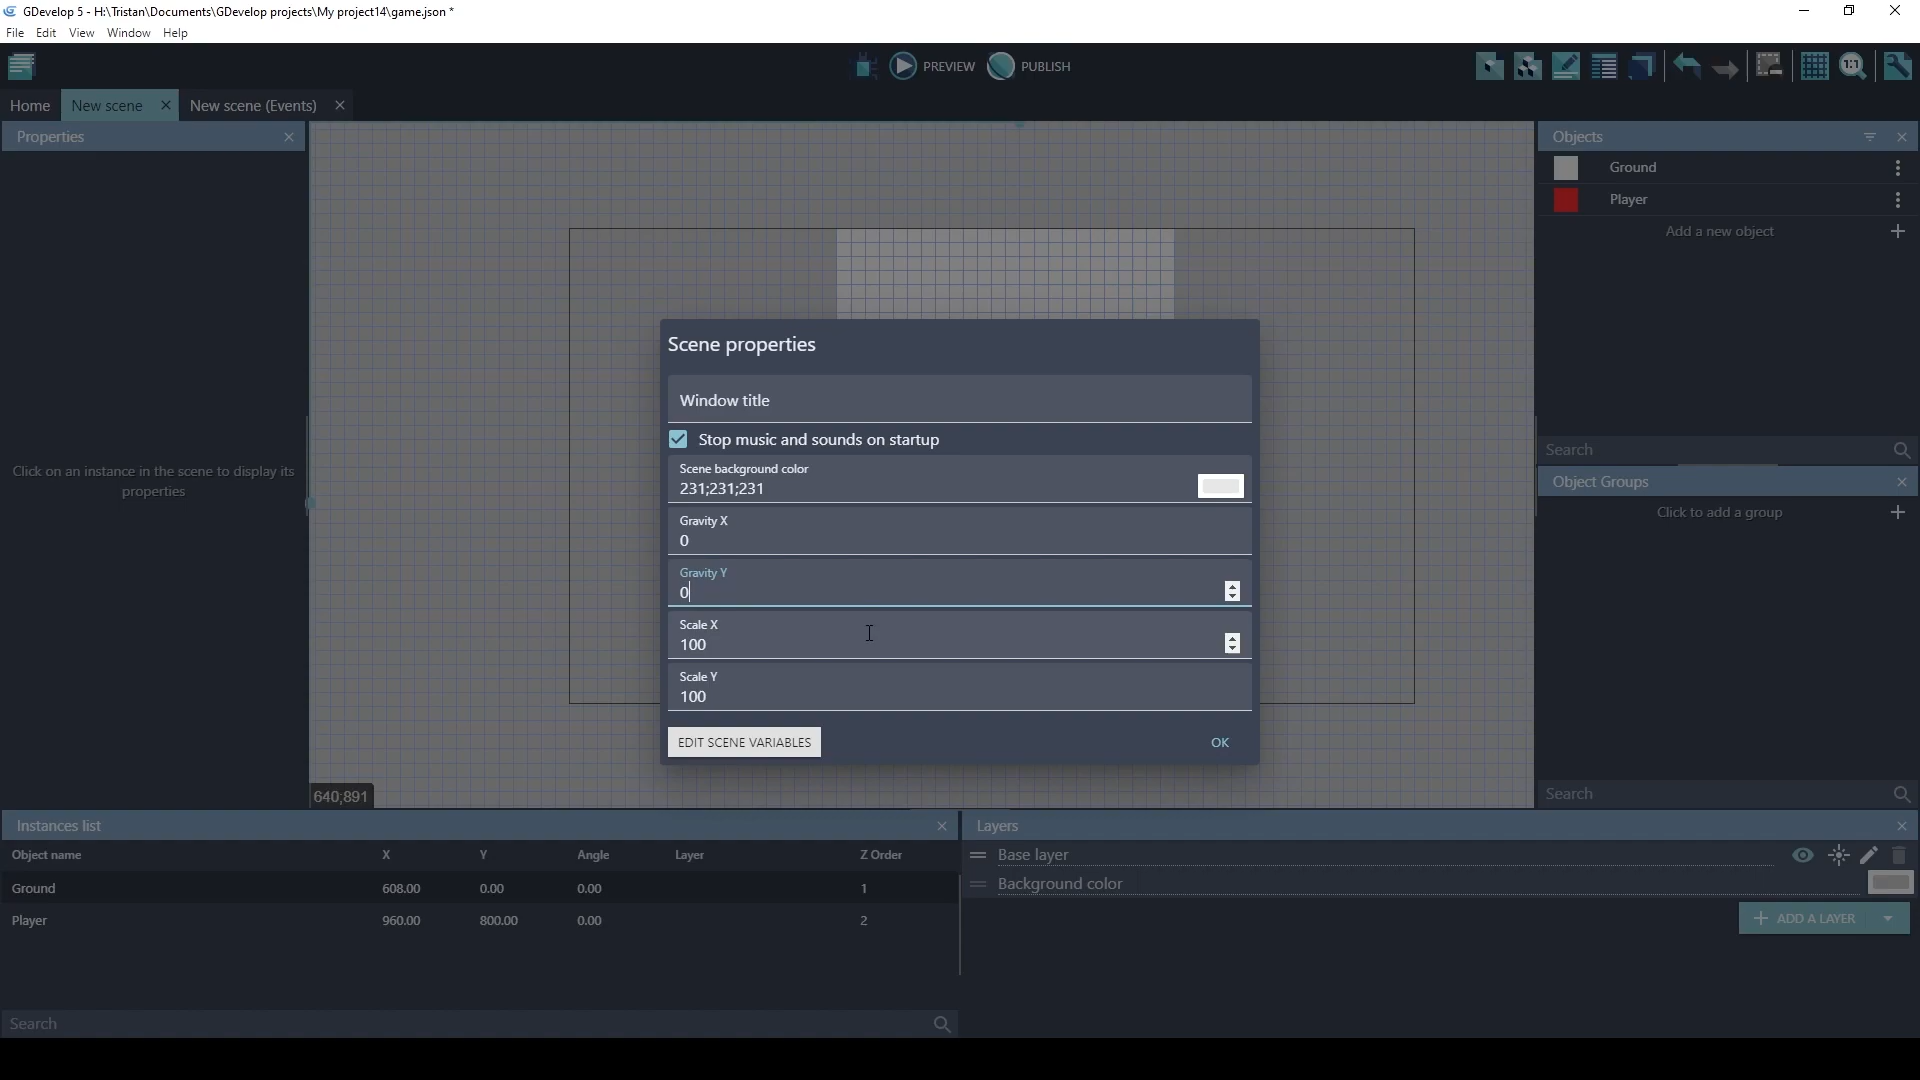 GDevelop 5 - H:\Tristan\Documents\GDevelop projects\My project14\game.json *
File Edit View Window Help
PREVIEW PUBLISH 1:1
Home New scene New scene (Events)
Properties
Click on an instance in the scene to display its
properties
640;891
Scene properties
Window title
Stop music and sounds on startup
Scene background color
231;231;231
Gravity X
0
Gravity Y
0
Scale X
100
Scale Y
100
EDIT SCENE VARIABLES OK
Objects
Ground
Player
Add a new object
Search
Object Groups
Click to add a group
Search
Instances list
Object name X Y Angle Layer Z Order
Ground 608.00 0.00 0.00 1
Player 960.00 800.00 0.00 2
Search
Layers
Base layer
Background color
ADD A LAYER